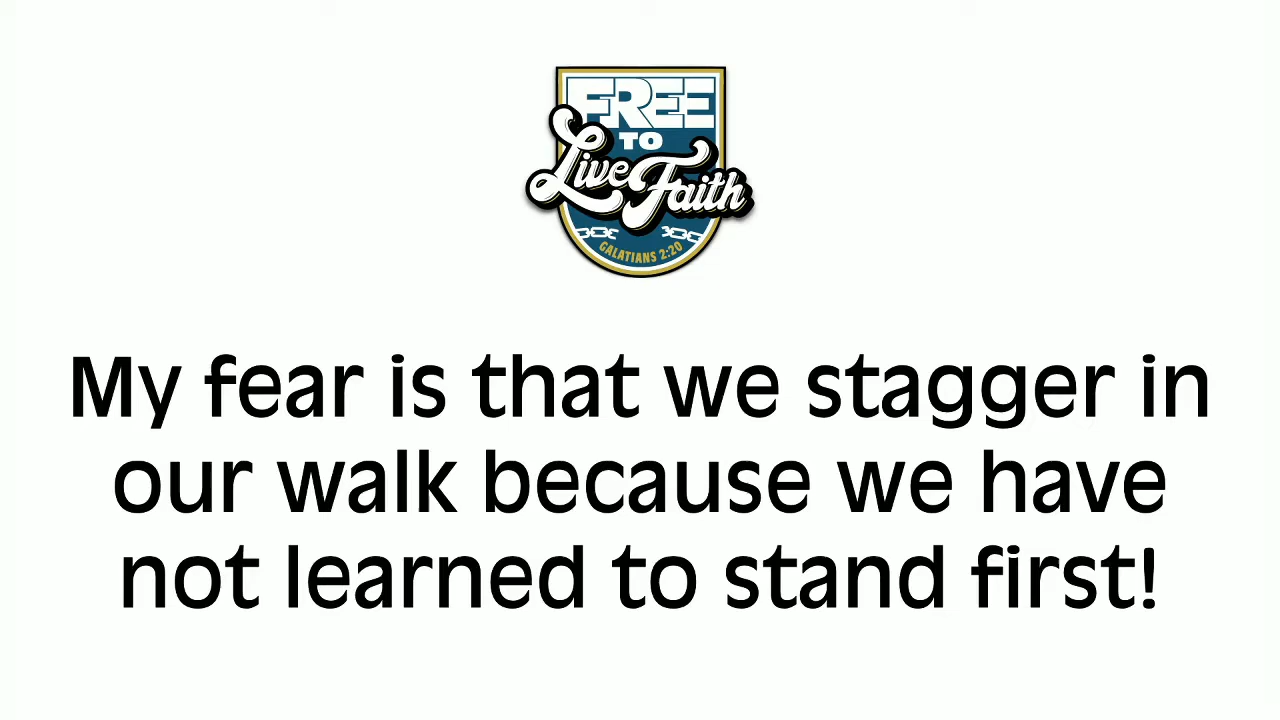 FREE
TO
Live Faith
GALATIANS 2:20
My fear is that we stagger in
our walk because we have
not learned to stand first!